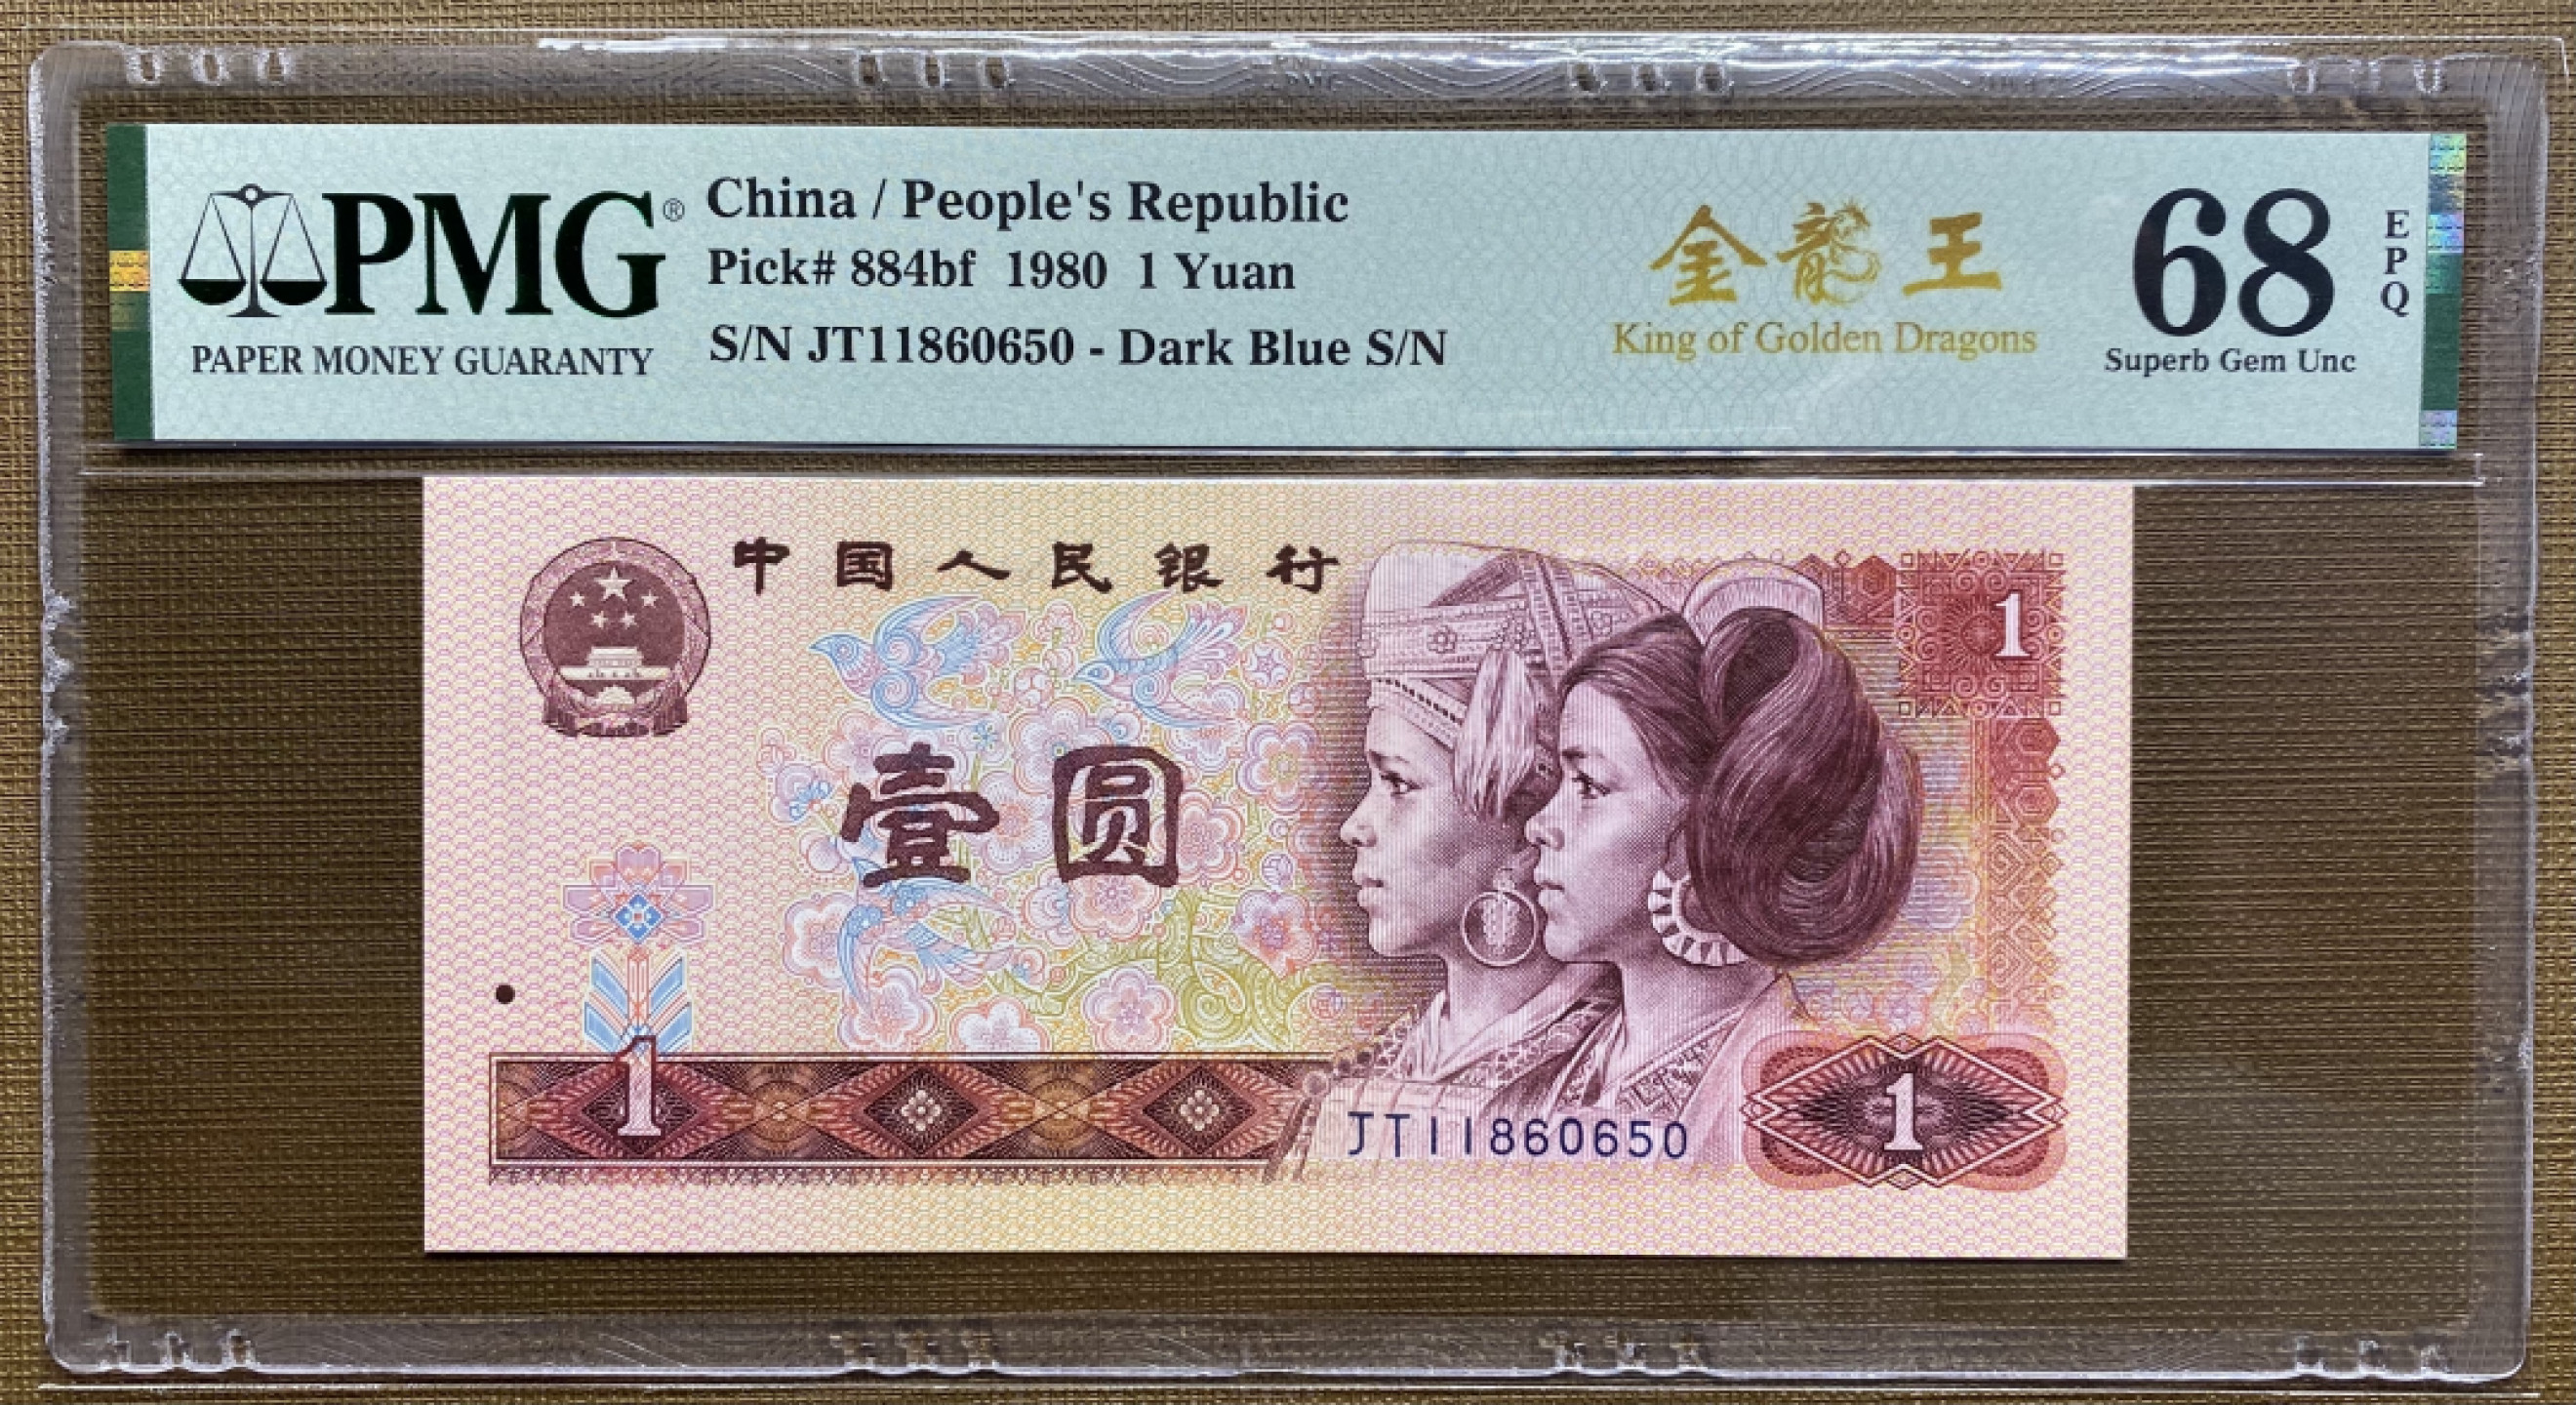 PMG®
PAPER MONEY GUARANTY
China / People's Republic
Pick# 884bf 1980 1 Yuan
S/N JT11860650 - Dark Blue S/N
金龍王
King of Golden Dragons
68
EPQ
Superb Gem Unc
中国人民银行
1
壹圆
1
JT11860650
1